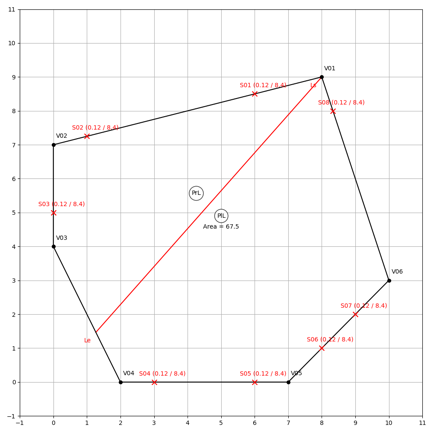 11
10
9
8
7
6
5
4
3
2
1
0
−1
−1
0
1
2
3
4
5
6
7
8
9
10
11
V01
S01 (0.12 / 8.4)
Ls
S08 (0.12 / 8.4)
S02 (0.12 / 8.4)
V02
PrL
S03 (0.12 / 8.4)
PIL
Area = 67.5
V03
V06
S07 (0.12 / 8.4)
Le
S06 (0.12 / 8.4)
V04
S04 (0.12 / 8.4)
S05 (0.12 / 8.4)
V05